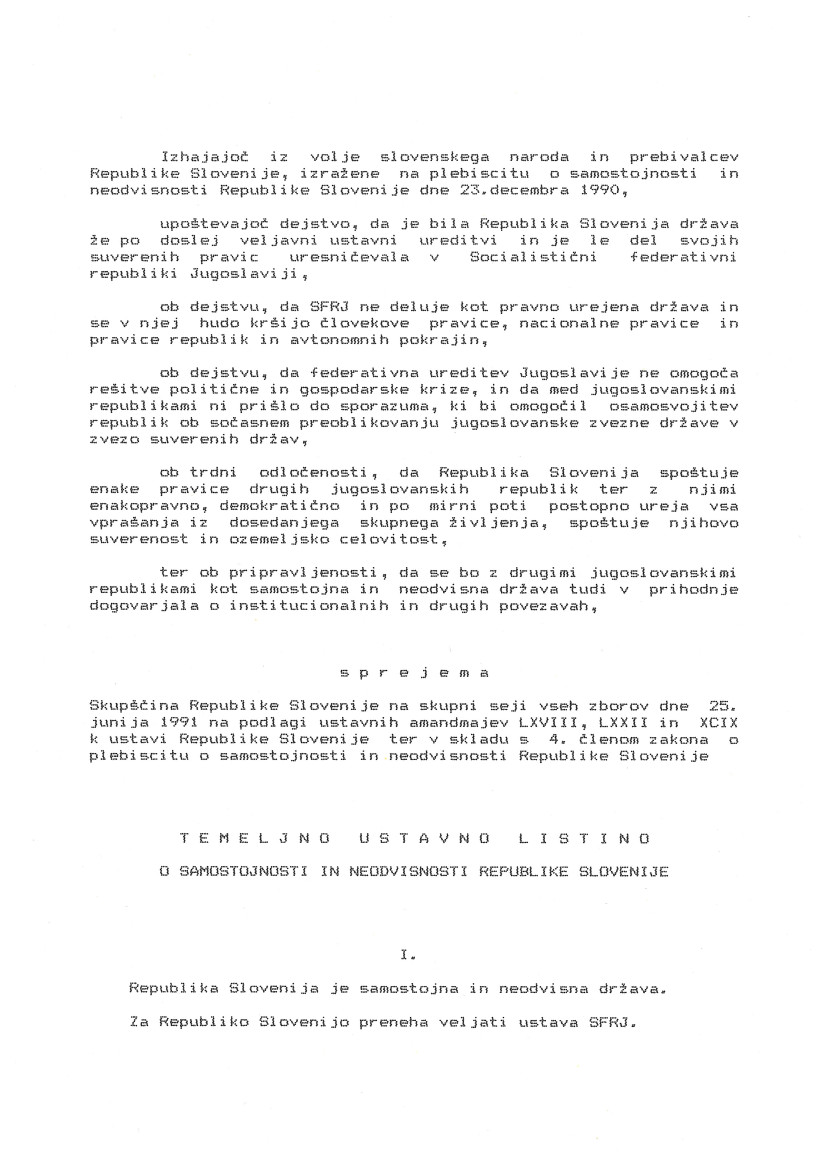 Izhajajoč iz volje slovenskega naroda in prebivalcev
Republike Slovenije, izražene na plebiscitu o samostojnosti in
neodvisnosti Republike Slovenije dne 23.decembra 1990,
upoštevajoč dejstvo, da je bila Republika Slovenija država
že po doslej veljavni ustavni ureditvi in je le del svojih
suverenih pravic uresničevala v Socialistični federativni
republiki Jugoslaviji,
ob dejstvu, da SFRJ ne deluje kot pravno urejena država in
se v njej hudo kršijo človekove pravice, nacionalne pravice in
pravice republik in avtonomnih pokrajin,
ob dejstvu, da federativna ureditev Jugoslavije ne omogoča
rešitve politične in gospodarske krize, in da med jugoslovanskimi
republikami ni prišlo do sporazuma, ki bi omogočil osamosvojitev
republik ob sočasnem preoblikovanju jugoslovanske zvezne države v
zvezo suverenih držav,
ob trdni odločenosti, da Republika Slovenija spoštuje
enake pravice drugih jugoslovanskih republik ter z njimi
enakopravno, demokratično in po mirni poti postopno ureja vsa
vprašanja iz dosedanjega skupnega življenja, spoštuje njihovo
suverenost in ozemeljsko celovitost,
ter ob pripravljenosti, da se bo z drugimi jugoslovanskimi
republikami kot samostojna in neodvisna država tudi v prihodnje
dogovarjala o institucionalnih in drugih povezavah,
s p r e j e m a
Skupščina Republike Slovenije na skupni seji vseh zborov dne 25.
junija 1991 na podlagi ustavnih amandmajev LXVIII, LXXII in XCIX
k ustavi Republike Slovenije ter v skladu s 4. členom zakona o
plebiscitu o samostojnosti in neodvisnosti Republike Slovenije
T E M E L J N O U S T A V N O L I S T I N O
O SAMOSTOJNOSTI IN NEODVISNOSTI REPUBLIKE SLOVENIJE
I.
Republika Slovenija je samostojna in neodvisna država.
Za Republiko Slovenijo preneha veljati ustava SFRJ.